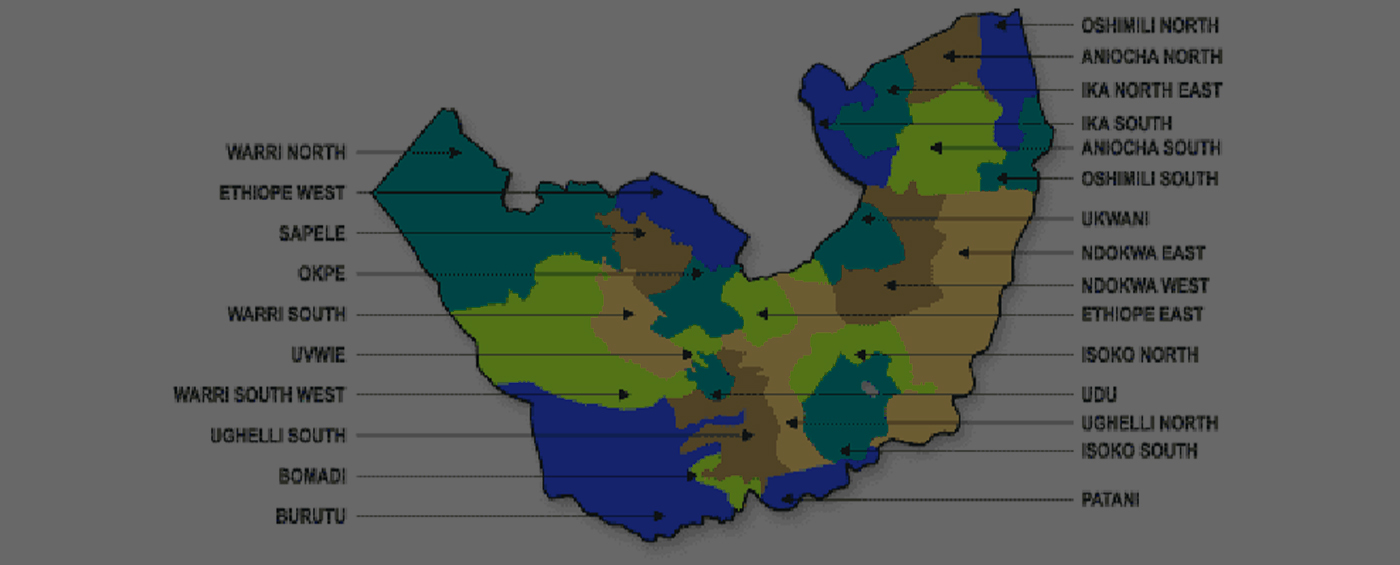 WARRI NORTH
ETHIOPE WEST
SAPELE
OKPE
WARRI SOUTH
UVWIE
WARRI SOUTH WEST
UGHELLI SOUTH
BOMADI
BURUTU
OSHIMILI NORTH
ANIOCHA NORTH
IKA NORTH EAST
IKA SOUTH
ANIOCHA SOUTH
OSHIMILI SOUTH
UKWANI
NDOKWA EAST
NDOKWA WEST
ETHIOPE EAST
ISOKO NORTH
UDU
UGHELLI NORTH
ISOKO SOUTH
PATANI